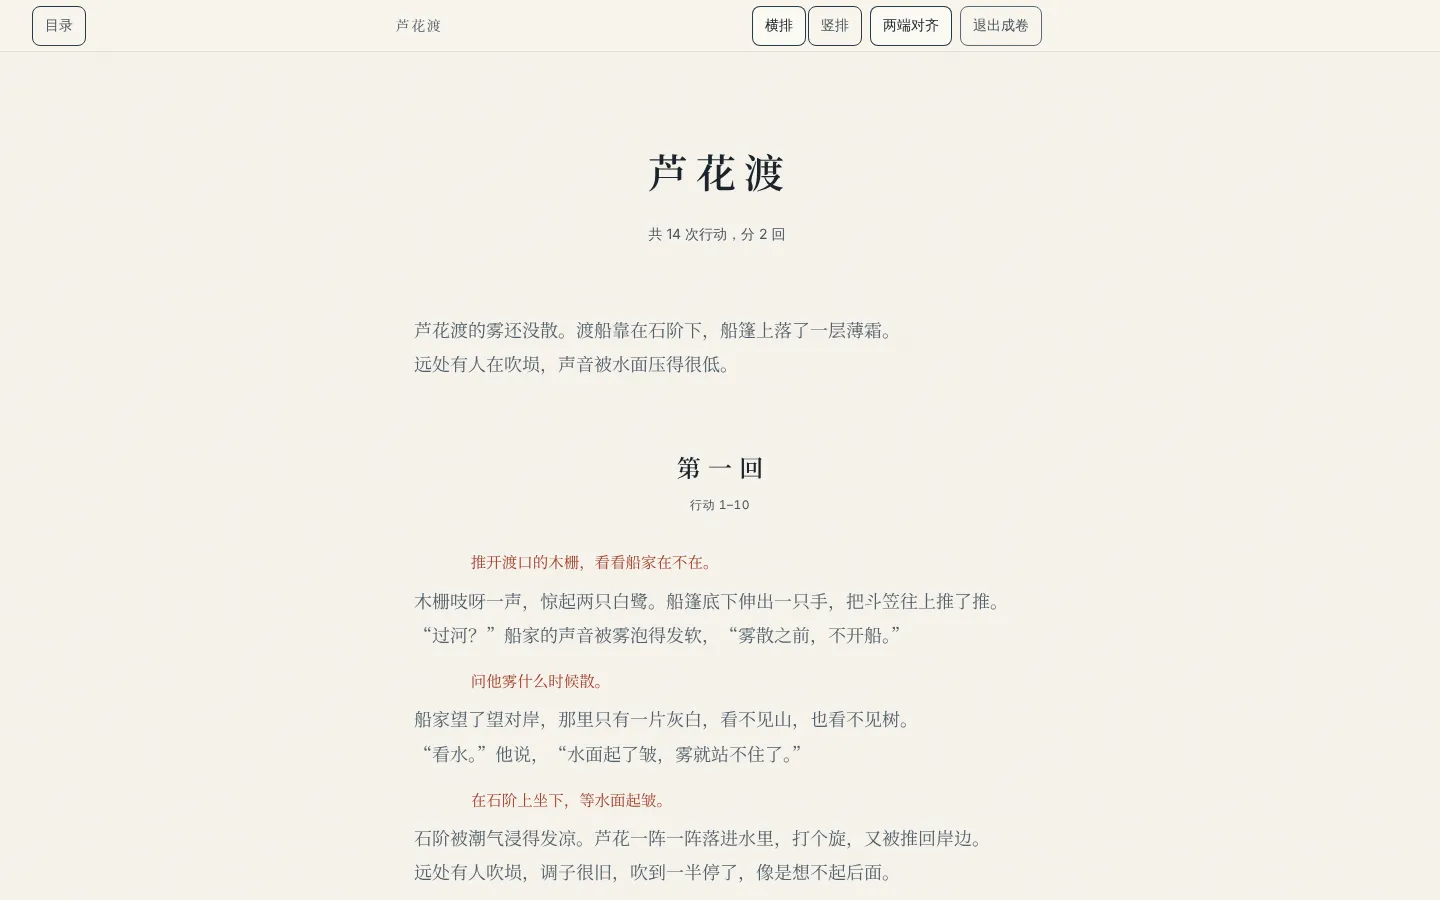 目录
芦花渡
横排
竖排
两端对齐
退出成卷
芦花渡
共 14 次行动，分 2 回
芦花渡的雾还没散。渡船靠在石阶下，船篷上落了一层薄霜。
远处有人在吹埙，声音被水面压得很低。
第一回
行动 1–10
推开渡口的木栅，看看船家在不在。
木栅吱呀一声，惊起两只白鹭。船篷底下伸出一只手，把斗笠往上推了推。
“过河？”船家的声音被雾泡得发软，“雾散之前，不开船。”
问他雾什么时候散。
船家望了望对岸，那里只有一片灰白，看不见山，也看不见树。
“看水。”他说，“水面起了皱，雾就站不住了。”
在石阶上坐下，等水面起皱。
石阶被潮气浸得发凉。芦花一阵一阵落进水里，打个旋，又被推回岸边。
远处有人吹埙，调子很旧，吹到一半停了，像是想不起后面。